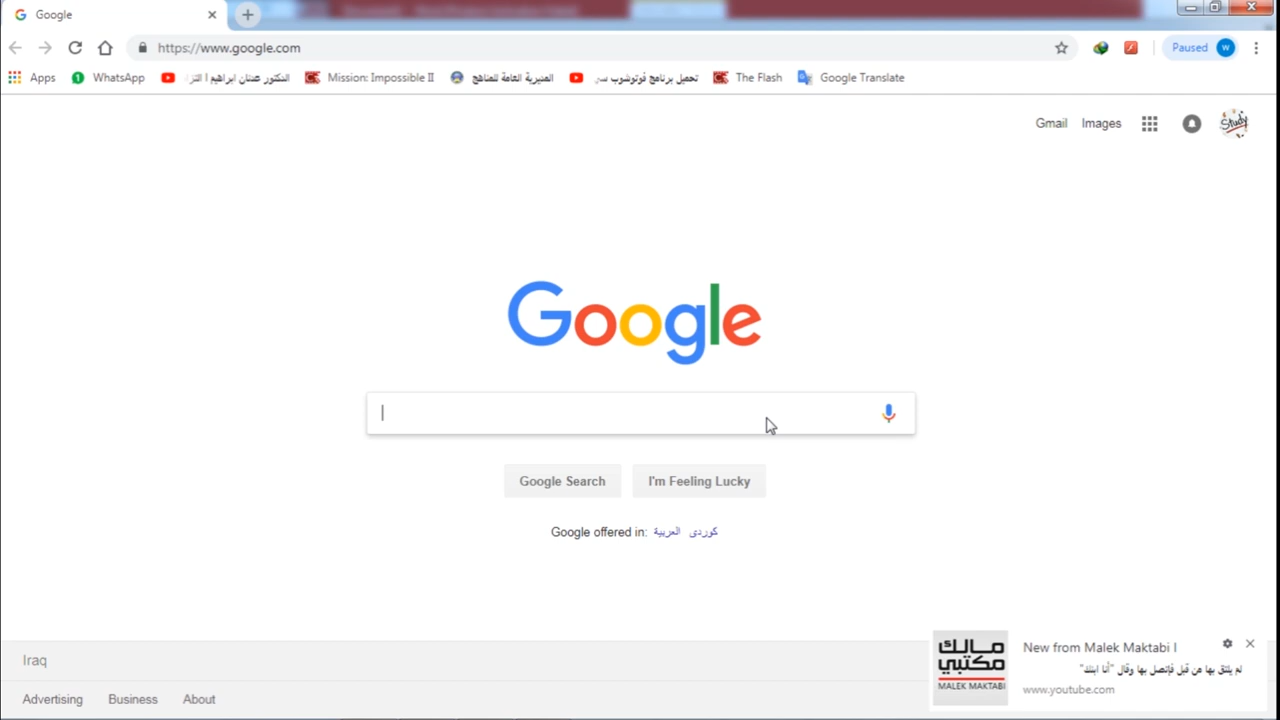 Google
https://www.google.com
Paused W
Apps WhatsApp الدكتور عدنان ابراهيم ا Mission: Impossible II المديرية العامة للمناهج تحميل برنامج فوتوشوب سي The Flash Google Translate
Gmail Images Study
Google
Google Search I'm Feeling Lucky
Google offered in: العربية كوردی
Iraq
Advertising Business About
مالك مكتبي
MALEK MAKTABI
New from Malek Maktabi I
لم يلتق بها من قبل فإتصل بها وقال "أنا
www.youtube.com